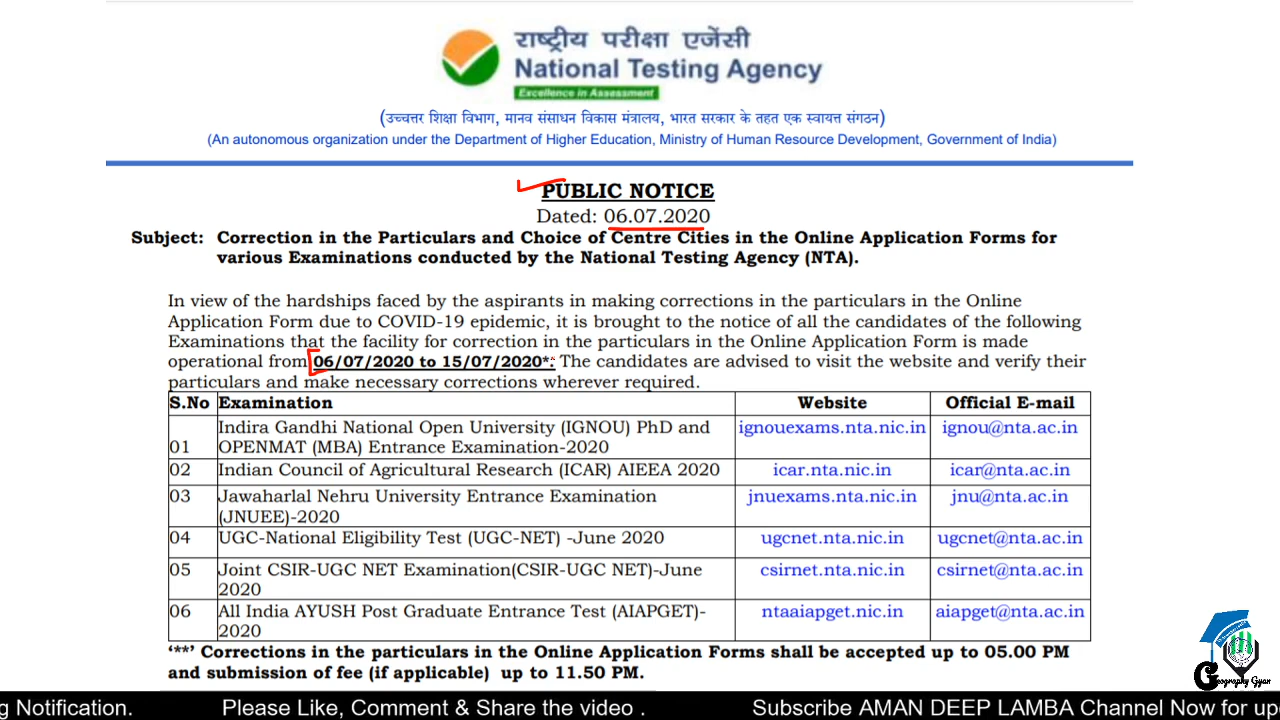 राष्ट्रीय परीक्षा एजेंसी
National Testing Agency
Excellence in Assessment
(उच्चत्तर शिक्षा विभाग, मानव संसाधन विकास मंत्रालय, भारत सरकार के तहत एक स्वायत्त संगठन)
(An autonomous organization under the Department of Higher Education, Ministry of Human Resource Development, Government of India)
PUBLIC NOTICE
Dated: 06.07.2020
Subject: Correction in the Particulars and Choice of Centre Cities in the Online Application Forms for
various Examinations conducted by the National Testing Agency (NTA).
In view of the hardships faced by the aspirants in making corrections in the particulars in the Online
Application Form due to COVID-19 epidemic, it is brought to the notice of all the candidates of the following
Examinations that the facility for correction in the particulars in the Online Application Form is made
operational from 06/07/2020 to 15/07/2020**. The candidates are advised to visit the website and verify their
particulars and make necessary corrections wherever required.
S.No Examination Website Official E-mail
Indira Gandhi National Open University (IGNOU) PhD and ignouexams.nta.nic.in ignou@nta.ac.in
01 OPENMAT (MBA) Entrance Examination-2020
02 Indian Council of Agricultural Research (ICAR) AIEEA 2020 icar.nta.nic.in icar@nta.ac.in
03 Jawaharlal Nehru University Entrance Examination jnuexams.nta.nic.in jnu@nta.ac.in
(JNUEE)-2020
04 UGC-National Eligibility Test (UGC-NET) -June 2020 ugcnet.nta.nic.in ugcnet@nta.ac.in
05 Joint CSIR-UGC NET Examination(CSIR-UGC NET)-June csirnet.nta.nic.in csirnet@nta.ac.in
2020
06 All India AYUSH Post Graduate Entrance Test (AIAPGET)- ntaaiapget.nic.in aiapget@nta.ac.in
2020
'**' Corrections in the particulars in the Online Application Forms shall be accepted up to 05.00 PM
and submission of fee (if applicable) up to 11.50 PM.
Geography Gyan
g Notification. Please Like, Comment & Share the video . Subscribe AMAN DEEP LAMBA Channel Now for up